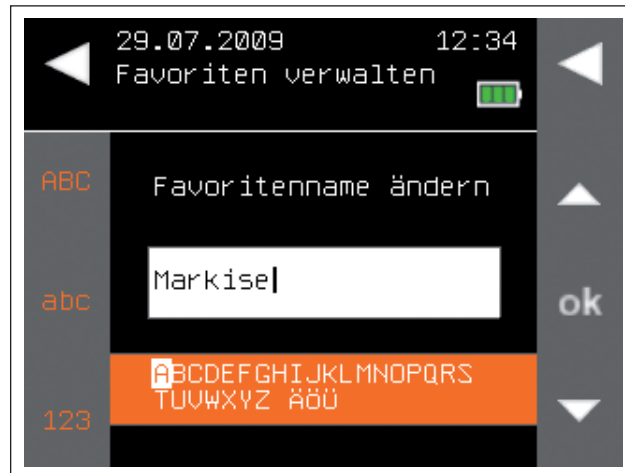 29.07.2009 12:34
Favoriten verwalten
ABC
Favoritenname ändern
abc
Markise
ok
ABCDEFGHIJKLMNOPQRS
TUVWXYZ ÄÖÜ
123